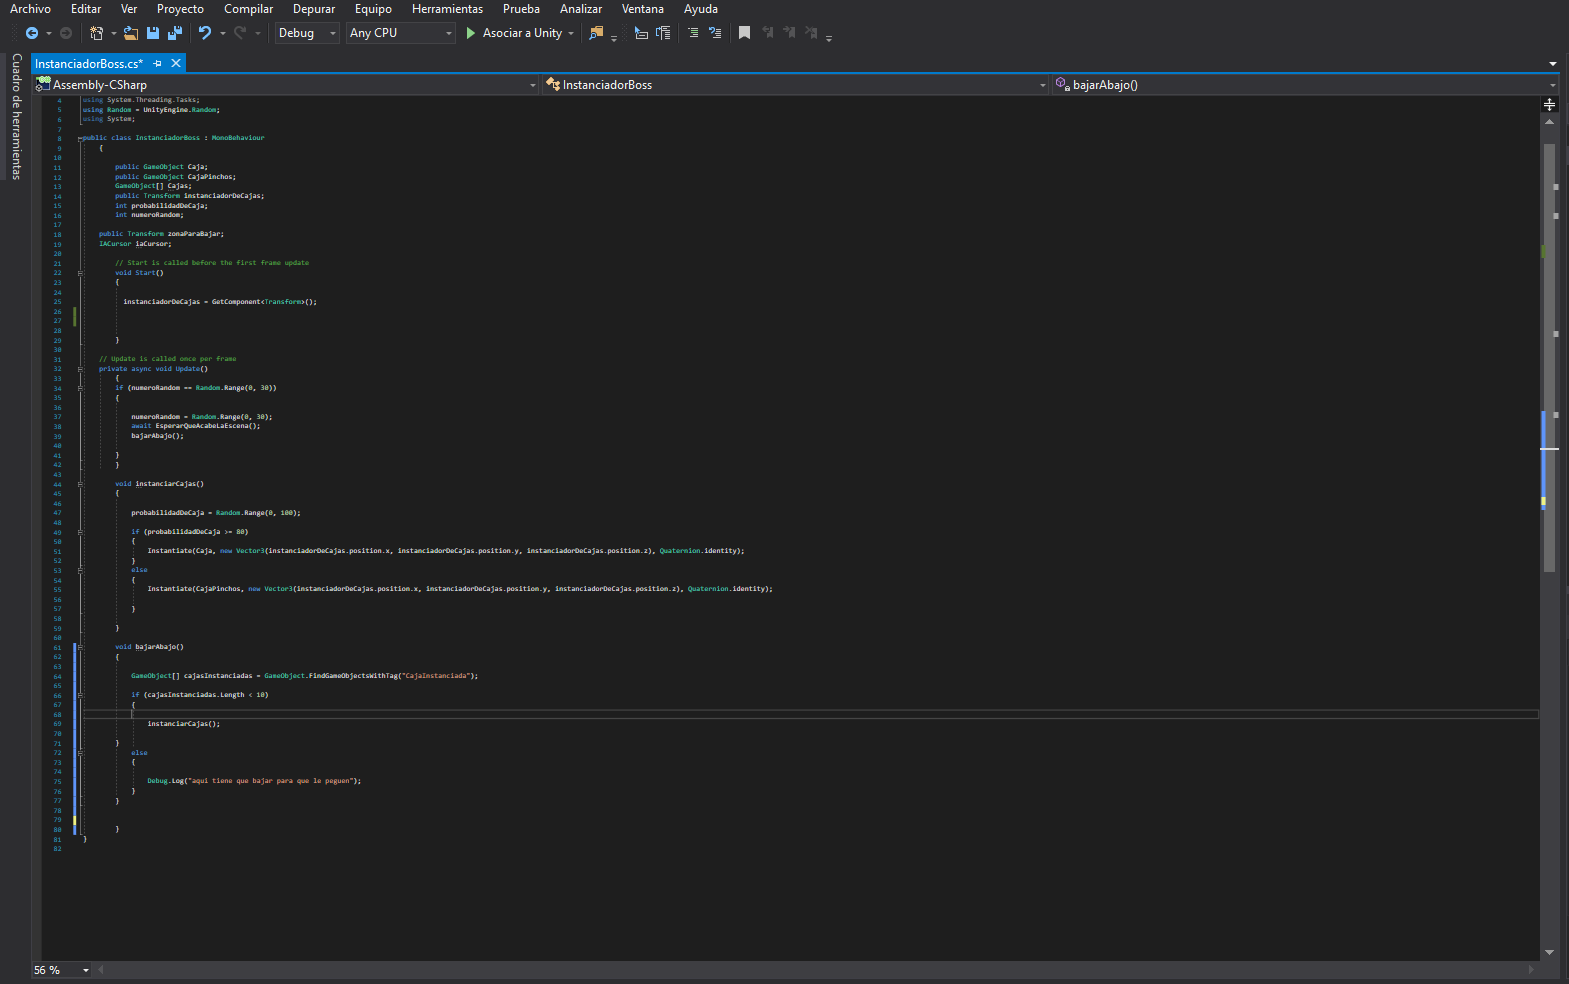 Archivo Editar Ver Proyecto Compilar Depurar Equipo Herramientas Prueba Analizar Ventana Ayuda
Debug Any CPU Asociar a Unity
Cuadro de herramientas
InstanciadorBoss.cs*
Assembly-CSharp InstanciadorBoss bajarAbajo()
4 using System.Threading.Tasks;
5 using Random = UnityEngine.Random;
6 using System;
7
8 public class InstanciadorBoss : MonoBehaviour
9 {
10
11 public GameObject Caja;
12 public GameObject CajaPinchos;
13 GameObject[] Cajas;
14 public Transform instanciadorDeCajas;
15 int probabilidadDeCaja;
16 int numeroRandom;
17
18 public Transform zonaParaBajar;
19 IACursor iaCursor;
20
21 // Start is called before the first frame update
22 void Start()
23 {
24
25 instanciadorDeCajas = GetComponent<Transform>();
26
27
28
29 }
30
31 // Update is called once per frame
32 private async void Update()
33 {
34 if (numeroRandom == Random.Range(0, 30))
35 {
36
37 numeroRandom = Random.Range(0, 30);
38 await EsperarQueAcabeLaEscena();
39 bajarAbajo();
40
41 }
42 }
43
44 void instanciarCajas()
45 {
46
47 probabilidadDeCaja = Random.Range(0, 100);
48
49 if (probabilidadDeCaja >= 80)
50 {
51 Instantiate(Caja, new Vector3(instanciadorDeCajas.position.x, instanciadorDeCajas.position.y, instanciadorDeCajas.position.z), Quaternion.identity);
52 }
53 else
54 {
55 Instantiate(CajaPinchos, new Vector3(instanciadorDeCajas.position.x, instanciadorDeCajas.position.y, instanciadorDeCajas.position.z), Quaternion.identity);
56
57 }
58
59 }
60
61 void bajarAbajo()
62 {
63
64 GameObject[] cajasInstanciadas = GameObject.FindGameObjectsWithTag("CajaInstanciada");
65
66 if (cajasInstanciadas.Length < 10)
67 {
68
69 instanciarCajas();
70
71 }
72 else
73 {
74
75 Debug.Log("aqui tiene que bajar para que le peguen");
76 }
77 }
78
79
80 }
81 }
82
56 %